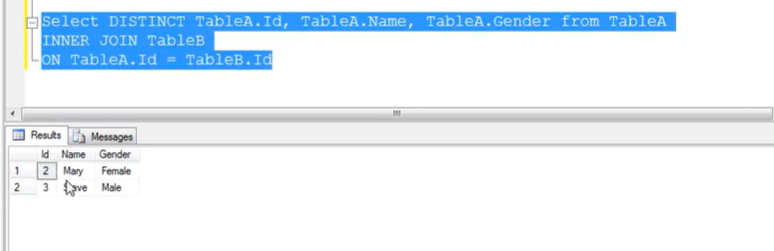 Select DISTINCT TableA.Id, TableA.Name, TableA.Gender from TableA
INNER JOIN TableB
ON TableA.Id = TableB.Id
Results Messages
Id Name Gender
1 2 Mary Female
2 3 Male